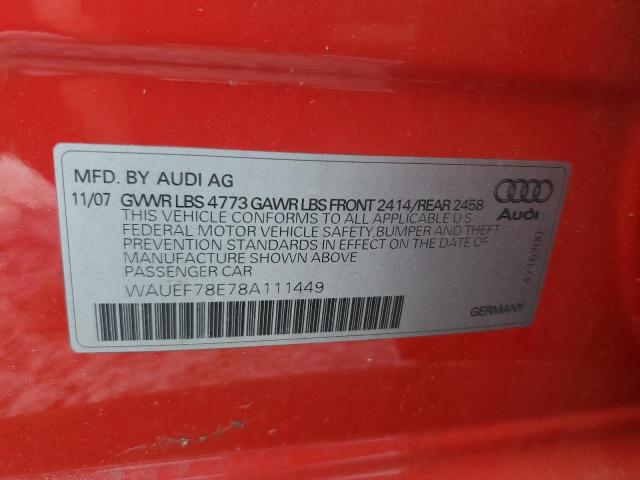 MFD. BY AUDI AG
11/07 GVWR LBS 4773 GAWR LBS FRONT 2414/REAR 2458
THIS VEHICLE CONFORMS TO ALL APPLICABLE U.S.
FEDERAL MOTOR VEHICLE SAFETY,BUMPER AND THEFT
PREVENTION STANDARDS IN EFFECT ON THE DATE OF
MANUFACTURE SHOWN ABOVE
PASSENGER CAR
WAUEF78E78A111449
Audi
GERMANY